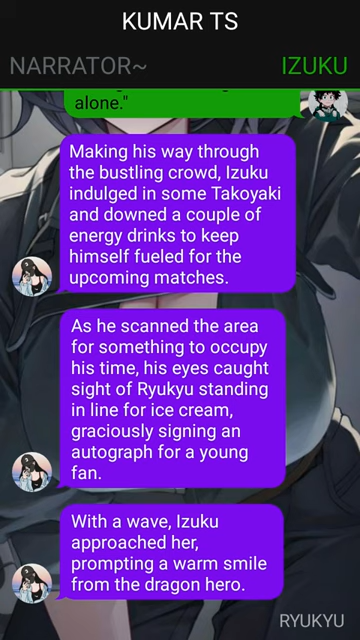 KUMAR TS
NARRATOR~ IZUKU
alone."
Making his way through
the bustling crowd, Izuku
indulged in some Takoyaki
and downed a couple of
energy drinks to keep
himself fueled for the
upcoming matches.
As he scanned the area
for something to occupy
his time, his eyes caught
sight of Ryukyu standing
in line for ice cream,
graciously signing an
autograph for a young
fan.
With a wave, Izuku
approached her,
prompting a warm smile
from the dragon hero.
RYUKYU